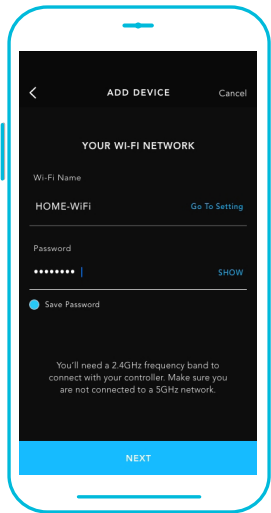 ADD DEVICE Cancel
YOUR WI-FI NETWORK
Wi-Fi Name
HOME-WiFi Go To Setting
Password
•••••••• SHOW
Save Password
You'll need a 2.4GHz frequency band to
connect with your controller. Make sure you
are not connected to a 5GHz network.
NEXT